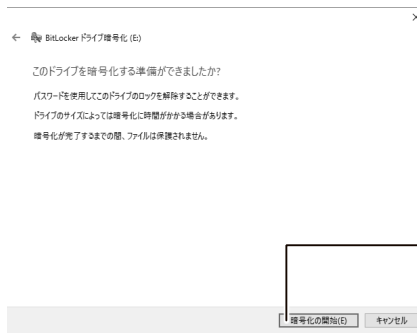 BitLocker ドライブ暗号化 (E:)
このドライブを暗号化する準備ができましたか?
パスワードを使用してこのドライブのロックを解除することができます。
ドライブのサイズによっては暗号化に時間がかかる場合があります。
暗号化が完了するまでの間、ファイルは保護されません。
暗号化の開始(E)
キャンセル